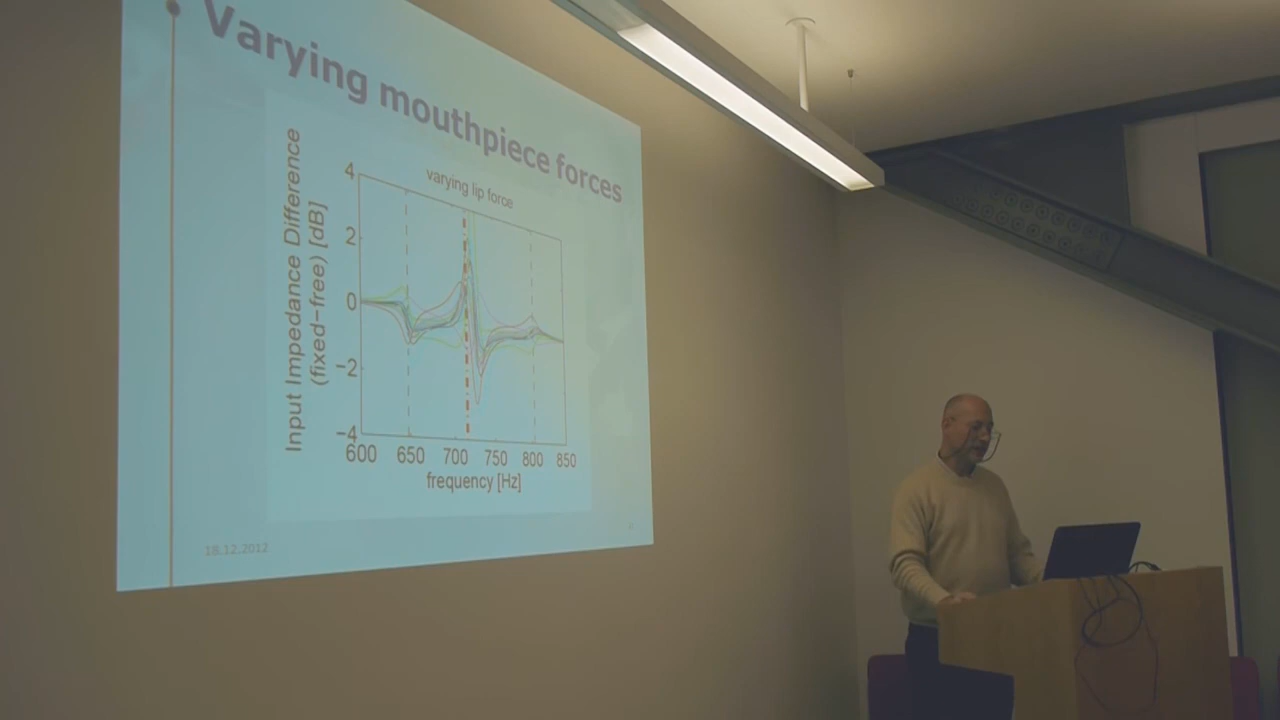 Varying mouthpiece forces
varying lip force
Input Impedance Difference
(fixed-free) [dB]
4
2
0
-2
-4
600 650 700 750 800 850
frequency [Hz]
18.12.2012